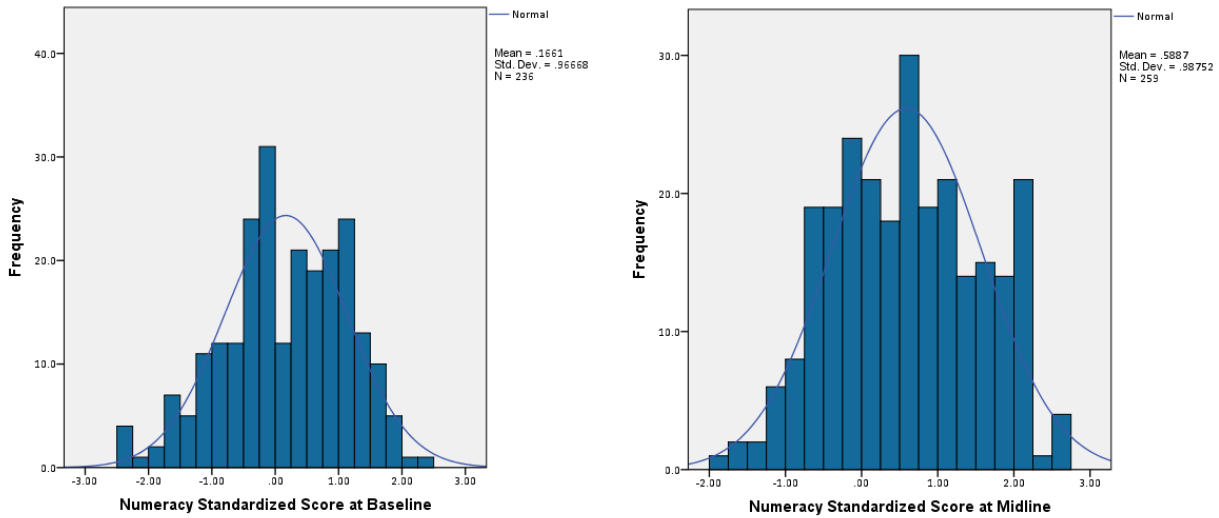 Normal
Mean = .1661
Std. Dev. = .96668
N = 236
40.0
30.0
20.0
10.0
0.0
Frequency
-3.00 -2.00 -1.00 .00 1.00 2.00 3.00
Numeracy Standardized Score at Baseline
Normal
Mean = .5887
Std. Dev. = .98752
N = 259
30.0
20.0
10.0
0.0
Frequency
-2.00 -1.00 .00 1.00 2.00 3.00
Numeracy Standardized Score at Midline